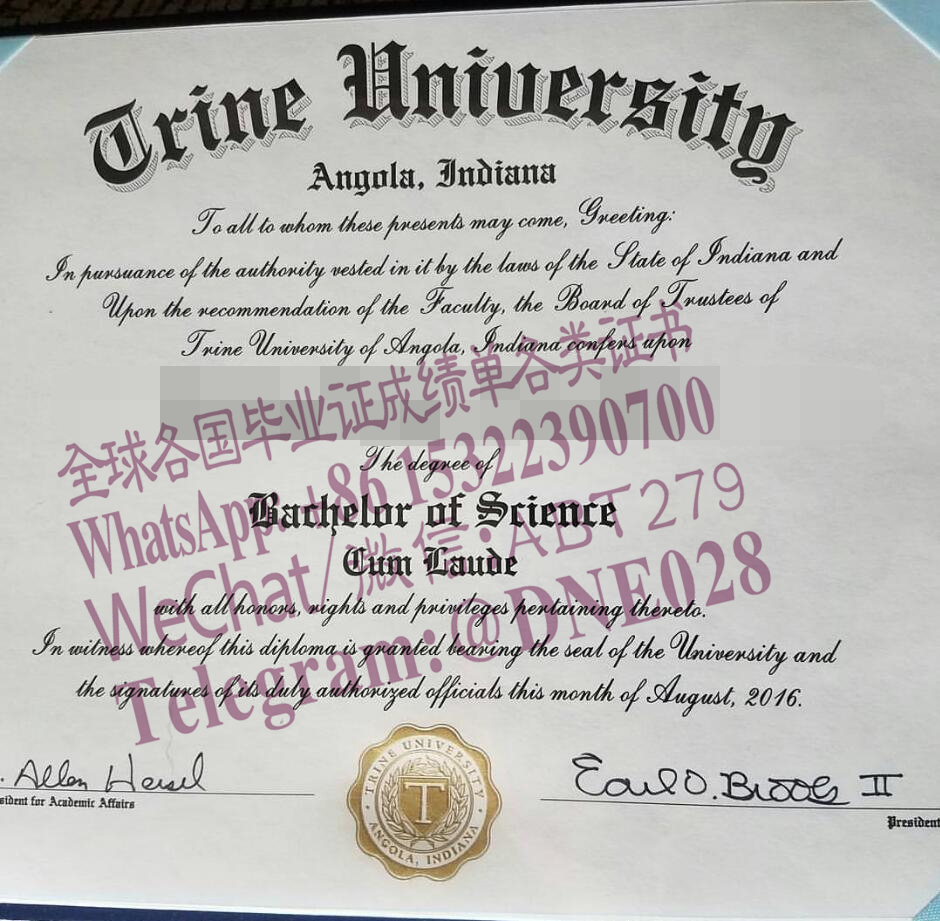 Trine University
Angola, Indiana
To all to whom these presents may come, Greeting:
In pursuance of the authority vested in it by the laws of the State of Indiana and
Upon the recommendation of the Faculty, the Board of Trustees of
Trine University of Angola, Indiana confers upon
全球各国毕业证成绩单各类证书
WhatsApp: +86 15322390700
The degree of
Bachelor of Science
WeChat/微信:ABT279
Cum Laude
Telegram:@DNE028
with all honors, rights and privileges pertaining thereto.
In witness whereof this diploma is granted bearing the seal of the University and
the signatures of its duly authorized officials this month of August, 2016.
. Allen Hersel
sident for Academic Affairs
TRINE UNIVERSITY
T
ANGOLA, INDIANA
Earl D. Brooks II
President